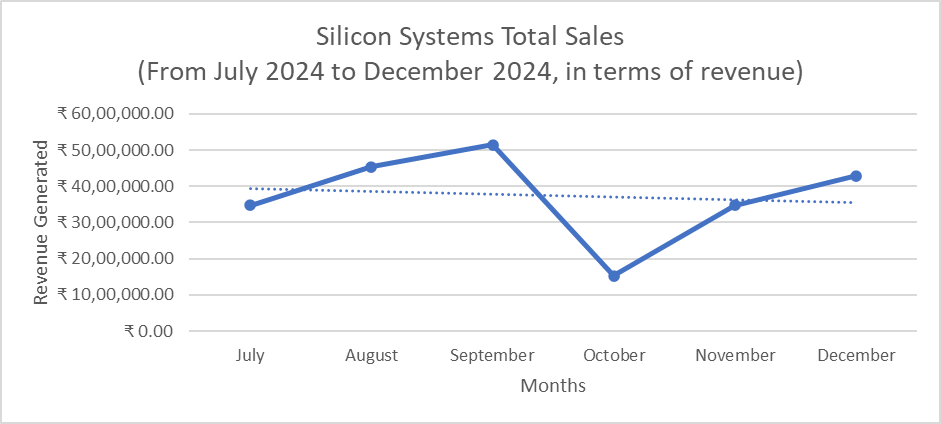 Silicon Systems Total Sales
(From July 2024 to December 2024, in terms of revenue)
Revenue Generated
₹ 60,00,000.00
₹ 50,00,000.00
₹ 40,00,000.00
₹ 30,00,000.00
₹ 20,00,000.00
₹ 10,00,000.00
₹ 0.00
July August September October November December
Months